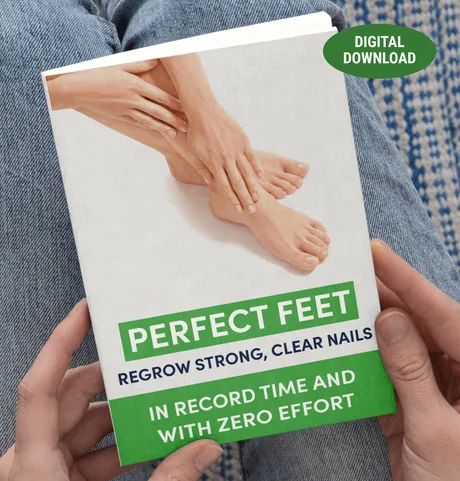 DIGITAL
DOWNLOAD
PERFECT FEET
REGROW STRONG, CLEAR NAILS
IN RECORD TIME AND
WITH ZERO EFFORT